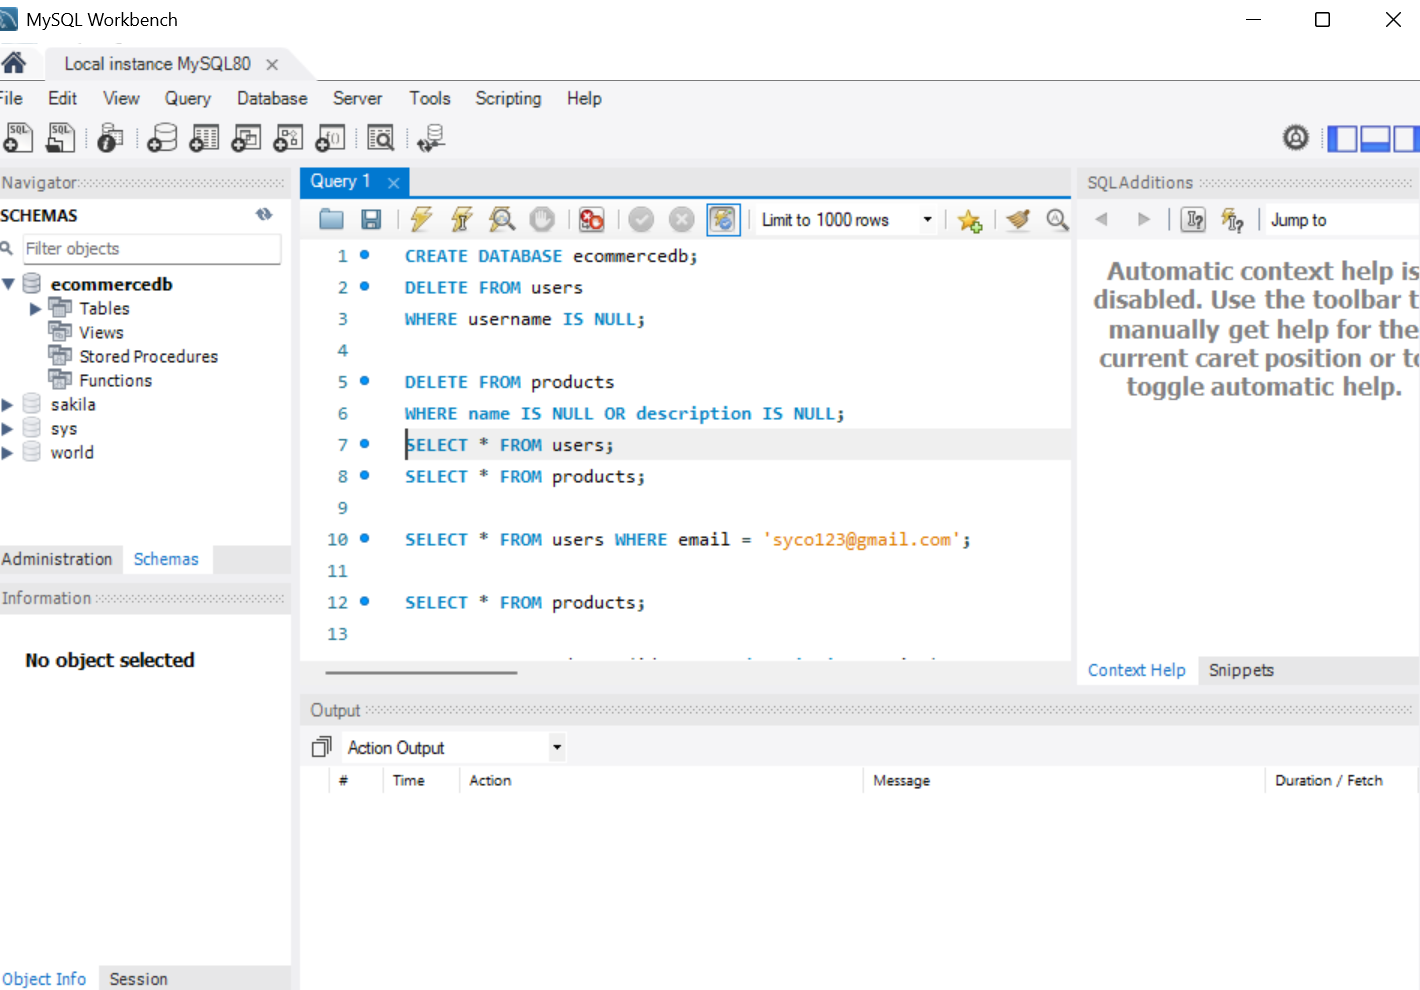 MySQL Workbench
Local instance MySQL80
File Edit View Query Database Server Tools Scripting Help
Navigator
SCHEMAS
Filter objects
ecommercedb
Tables
Views
Stored Procedures
Functions
sakila
sys
world
Administration Schemas
Information
No object selected
Object Info Session
Query 1
Limit to 1000 rows
1 CREATE DATABASE ecommercedb;
2 DELETE FROM users
3 WHERE username IS NULL;
4
5 DELETE FROM products
6 WHERE name IS NULL OR description IS NULL;
7 SELECT * FROM users;
8 SELECT * FROM products;
9
10 SELECT * FROM users WHERE email = 'syco123@gmail.com';
11
12 SELECT * FROM products;
13
SQLAdditions
Jump to
Automatic context help is
disabled. Use the toolbar t
manually get help for the
current caret position or to
toggle automatic help.
Context Help Snippets
Output
Action Output
# Time Action Message Duration / Fetch